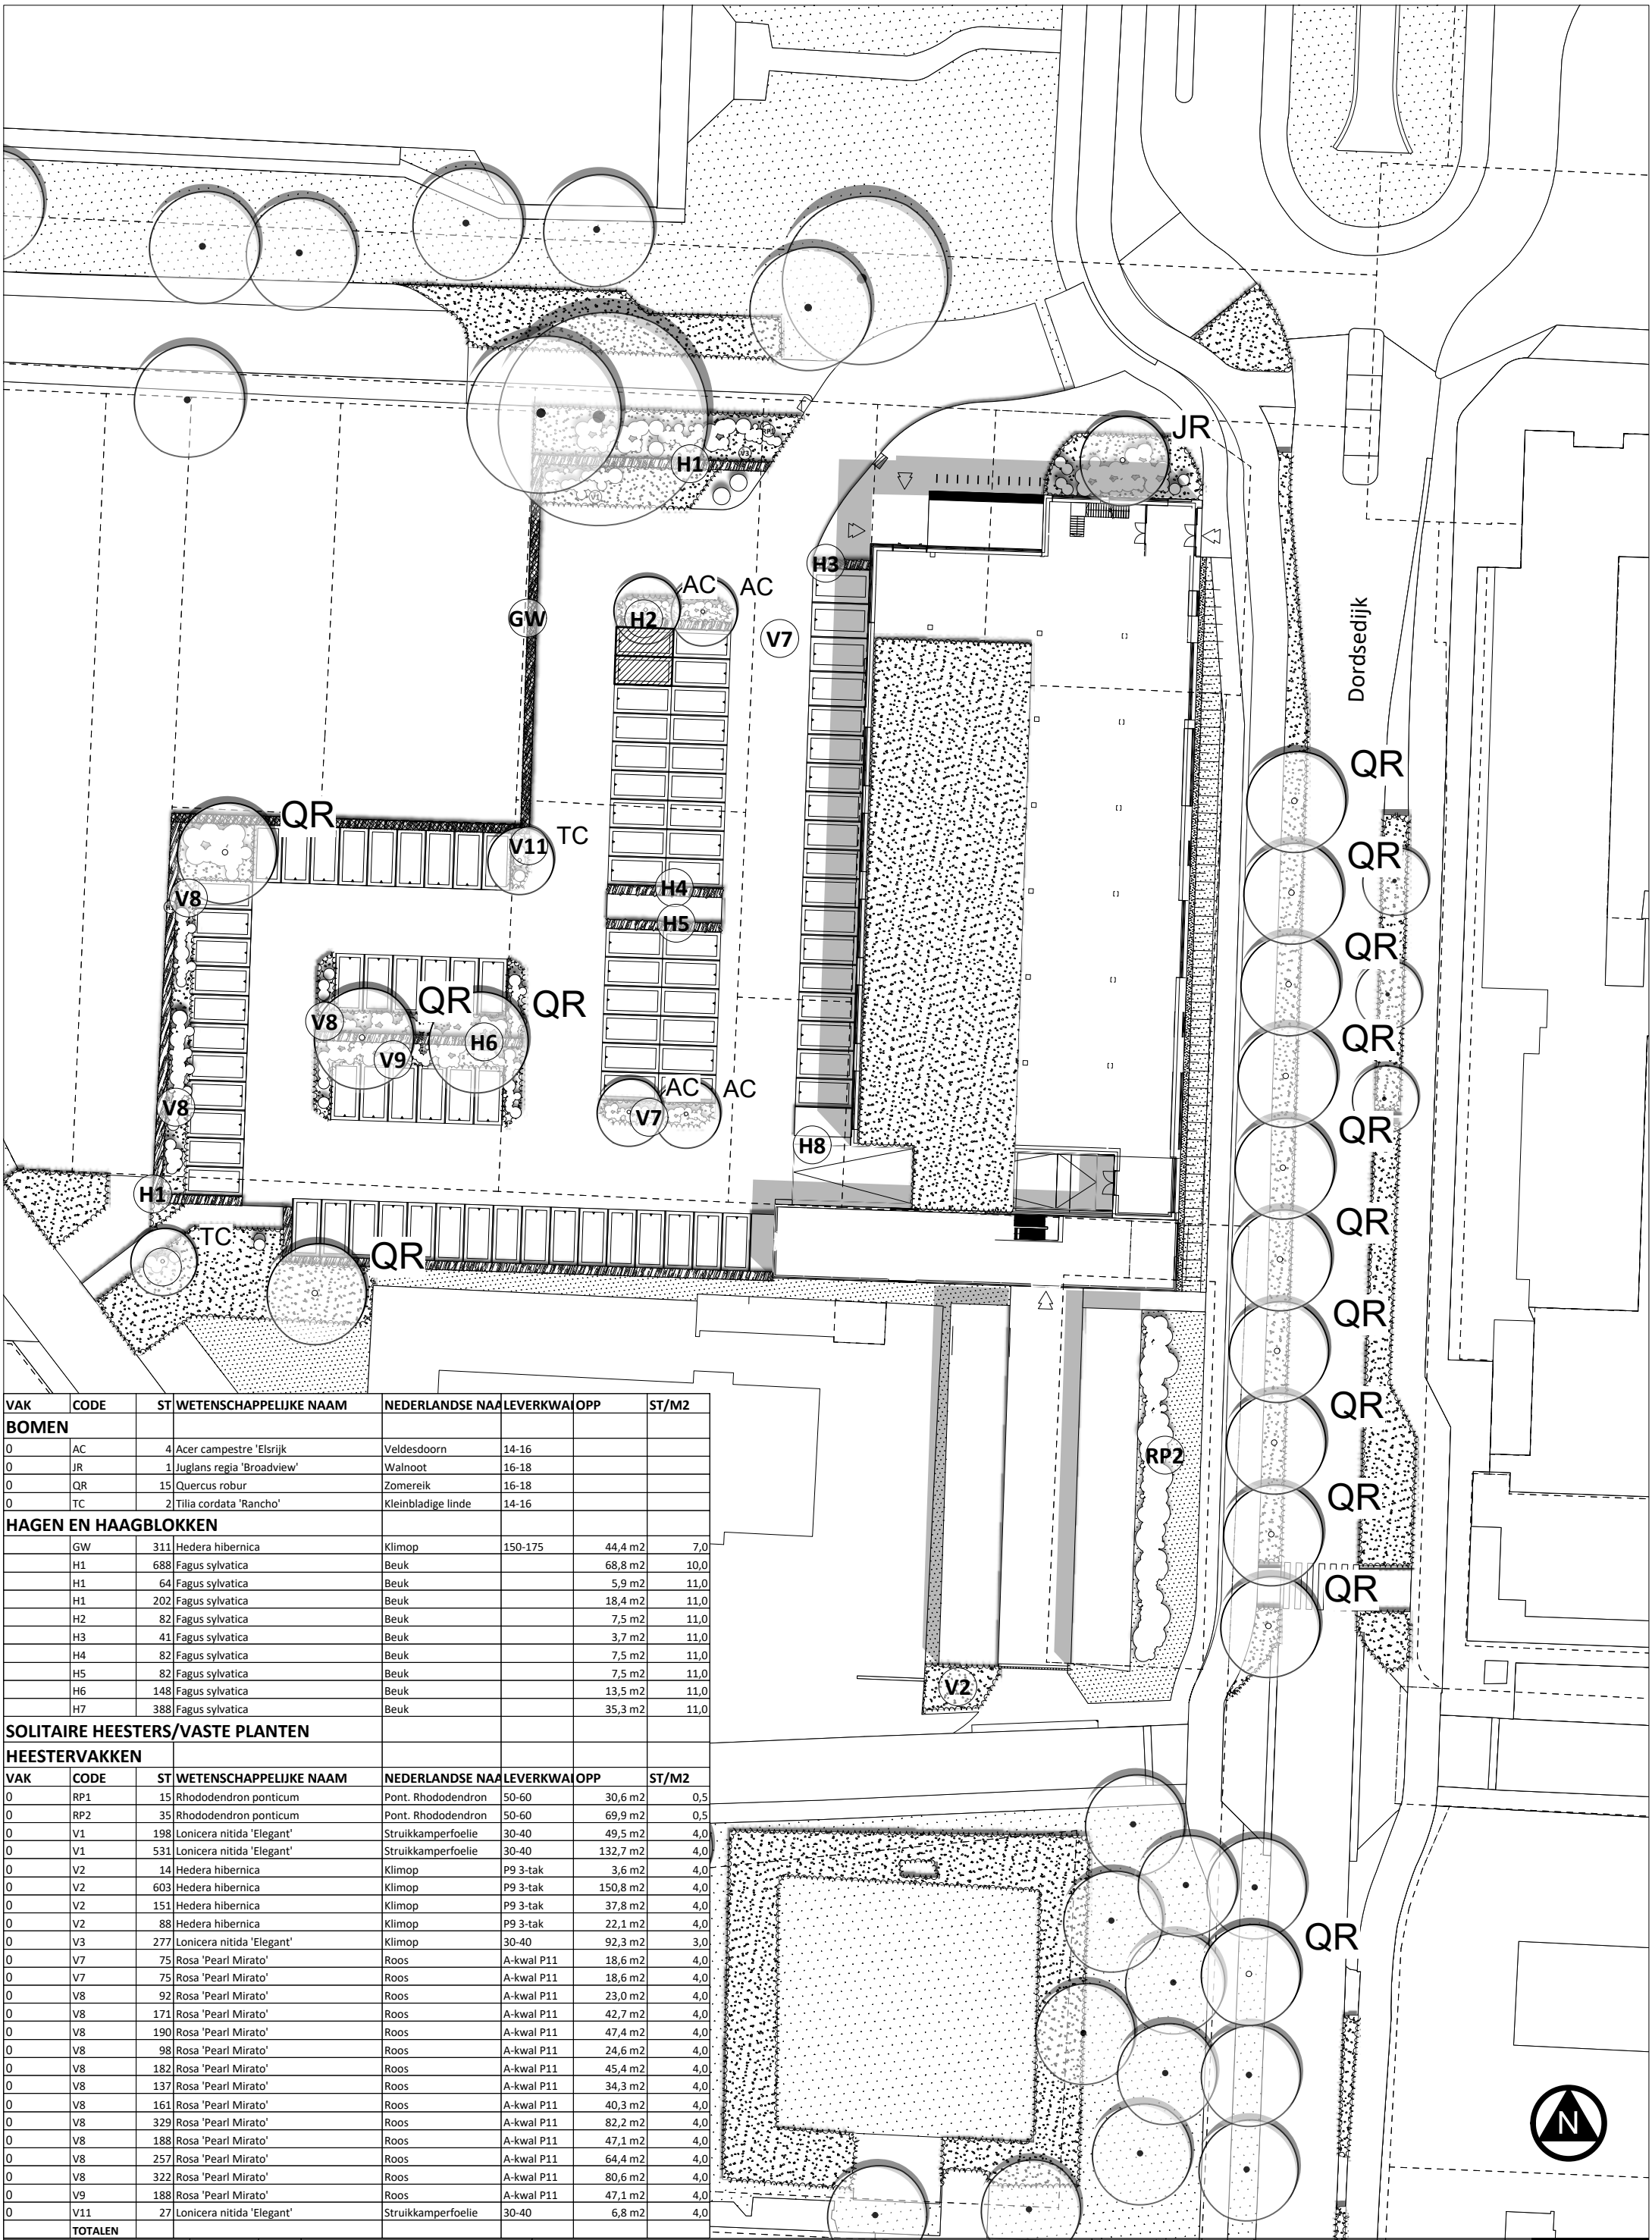 JR
H1
H3
AC AC
H2
GW
V7
Dordsedijk
QR
QR
TC
V11
QR
V8
H4
H5
QR
QR
QR
V8
H6
V9
QR
AC AC
V8
V7
QR
H8
H1
QR
TC
QR
QR
QR
RP2
QR
QR
V2
QR
N
VAK CODE ST WETENSCHAPPELIJKE NAAM NEDERLANDSE NAA LEVERKWAI OPP ST/M2
BOMEN
0 AC 4 Acer campestre 'Elsrijk Veldesdoorn 14-16
0 JR 1 Juglans regia 'Broadview' Walnoot 16-18
0 QR 15 Quercus robur Zomereik 16-18
0 TC 2 Tilia cordata 'Rancho' Kleinbladige linde 14-16
HAGEN EN HAAGBLOKKEN
GW 311 Hedera hibernica Klimop 150-175 44,4 m2 7,0
H1 688 Fagus sylvatica Beuk 68,8 m2 10,0
H1 64 Fagus sylvatica Beuk 5,9 m2 11,0
H1 202 Fagus sylvatica Beuk 18,4 m2 11,0
H2 82 Fagus sylvatica Beuk 7,5 m2 11,0
H3 41 Fagus sylvatica Beuk 3,7 m2 11,0
H4 82 Fagus sylvatica Beuk 7,5 m2 11,0
H5 82 Fagus sylvatica Beuk 7,5 m2 11,0
H6 148 Fagus sylvatica Beuk 13,5 m2 11,0
H7 388 Fagus sylvatica Beuk 35,3 m2 11,0
SOLITAIRE HEESTERS/VASTE PLANTEN
HEESTERVAKKEN
VAK CODE ST WETENSCHAPPELIJKE NAAM NEDERLANDSE NAA LEVERKWAI OPP ST/M2
0 RP1 15 Rhododendron ponticum Pont. Rhododendron 50-60 30,6 m2 0,5
0 RP2 35 Rhododendron ponticum Pont. Rhododendron 50-60 69,9 m2 0,5
0 V1 198 Lonicera nitida 'Elegant' Struikkamperfoelie 30-40 49,5 m2 4,0
0 V1 531 Lonicera nitida 'Elegant' Struikkamperfoelie 30-40 132,7 m2 4,0
0 V2 14 Hedera hibernica Klimop P9 3-tak 3,6 m2 4,0
0 V2 603 Hedera hibernica Klimop P9 3-tak 150,8 m2 4,0
0 V2 151 Hedera hibernica Klimop P9 3-tak 37,8 m2 4,0
0 V2 88 Hedera hibernica Klimop P9 3-tak 22,1 m2 4,0
0 V3 277 Lonicera nitida 'Elegant' Klimop 30-40 92,3 m2 3,0
0 V7 75 Rosa 'Pearl Mirato' Roos A-kwal P11 18,6 m2 4,0
0 V7 75 Rosa 'Pearl Mirato' Roos A-kwal P11 18,6 m2 4,0
0 V8 92 Rosa 'Pearl Mirato' Roos A-kwal P11 23,0 m2 4,0
0 V8 171 Rosa 'Pearl Mirato' Roos A-kwal P11 42,7 m2 4,0
0 V8 190 Rosa 'Pearl Mirato' Roos A-kwal P11 47,4 m2 4,0
0 V8 98 Rosa 'Pearl Mirato' Roos A-kwal P11 24,6 m2 4,0
0 V8 182 Rosa 'Pearl Mirato' Roos A-kwal P11 45,4 m2 4,0
0 V8 137 Rosa 'Pearl Mirato' Roos A-kwal P11 34,3 m2 4,0
0 V8 161 Rosa 'Pearl Mirato' Roos A-kwal P11 40,3 m2 4,0
0 V8 329 Rosa 'Pearl Mirato' Roos A-kwal P11 82,2 m2 4,0
0 V8 188 Rosa 'Pearl Mirato' Roos A-kwal P11 47,1 m2 4,0
0 V8 257 Rosa 'Pearl Mirato' Roos A-kwal P11 64,4 m2 4,0
0 V8 322 Rosa 'Pearl Mirato' Roos A-kwal P11 80,6 m2 4,0
0 V9 188 Rosa 'Pearl Mirato' Roos A-kwal P11 47,1 m2 4,0
0 V11 27 Lonicera nitida 'Elegant' Struikkamperfoelie 30-40 6,8 m2 4,0
TOTALEN